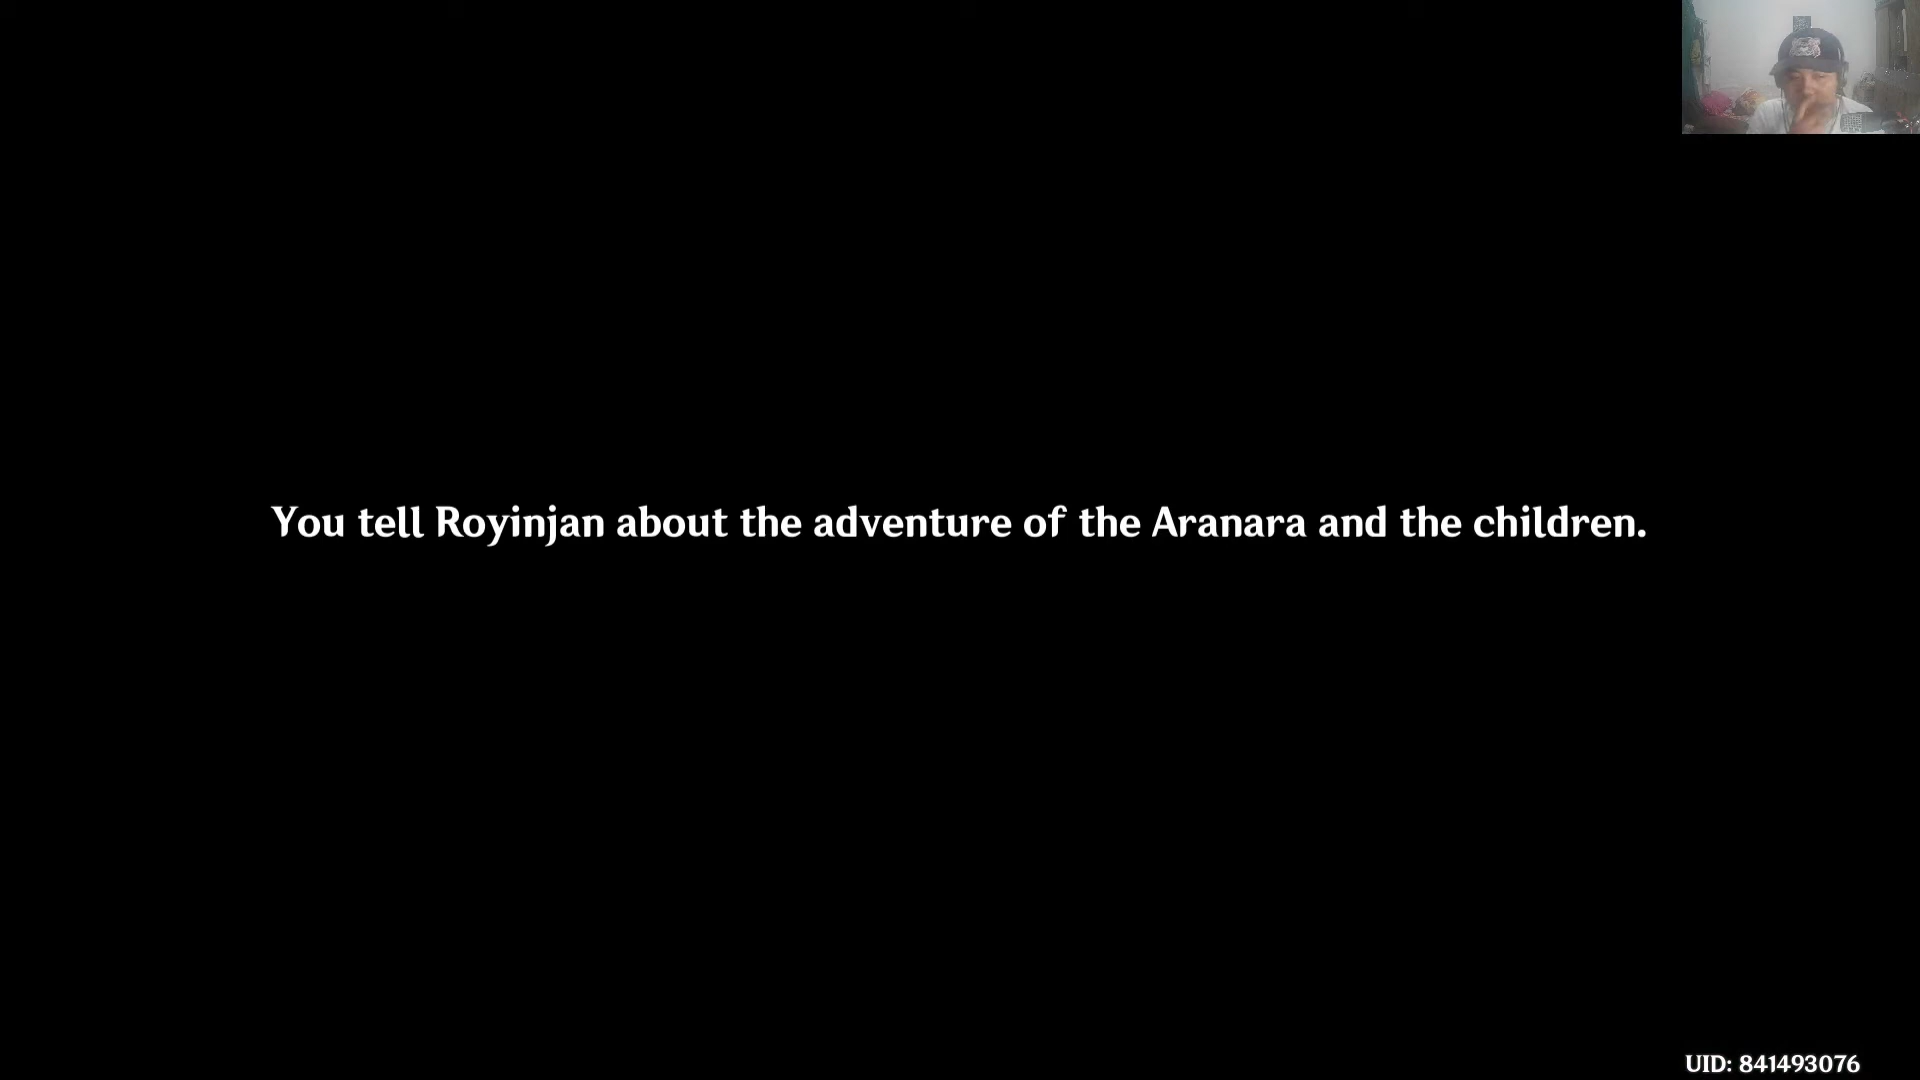 You tell Royinjan about the adventure of the Aranara and the children.
UID: 841493076